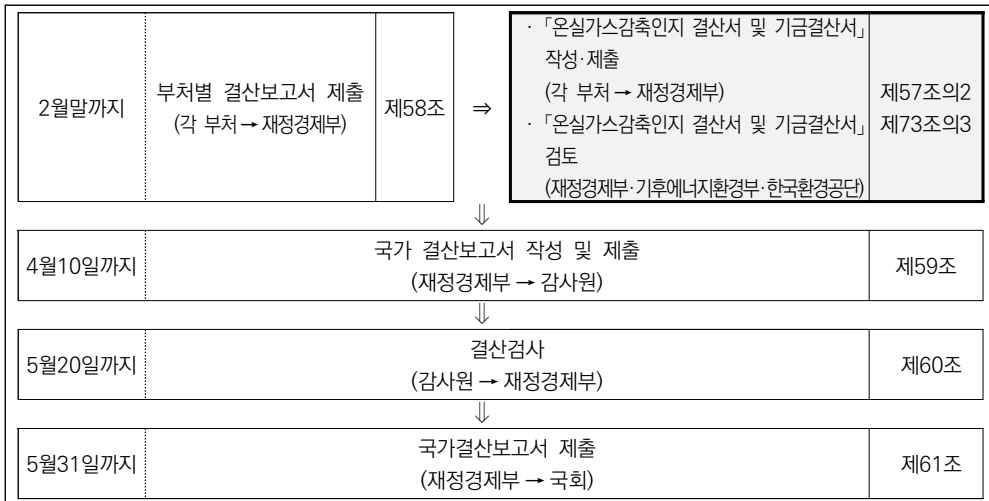 2월말까지
부처별 결산보고서 제출
(각 부처→재정경제부)
제58조
⇒
· 「온실가스감축인지 결산서 및 기금결산서」
작성·제출
(각 부처→재정경제부)
· 「온실가스감축인지 결산서 및 기금결산서」
검토
(재정경제부·기후에너지환경부·한국환경공단)
제57조의2
제73조의3
⇓
4월10일까지
국가 결산보고서 작성 및 제출
(재정경제부 → 감사원)
제59조
⇓
5월20일까지
결산검사
(감사원 → 재정경제부)
제60조
⇓
5월31일까지
국가결산보고서 제출
(재정경제부 → 국회)
제61조